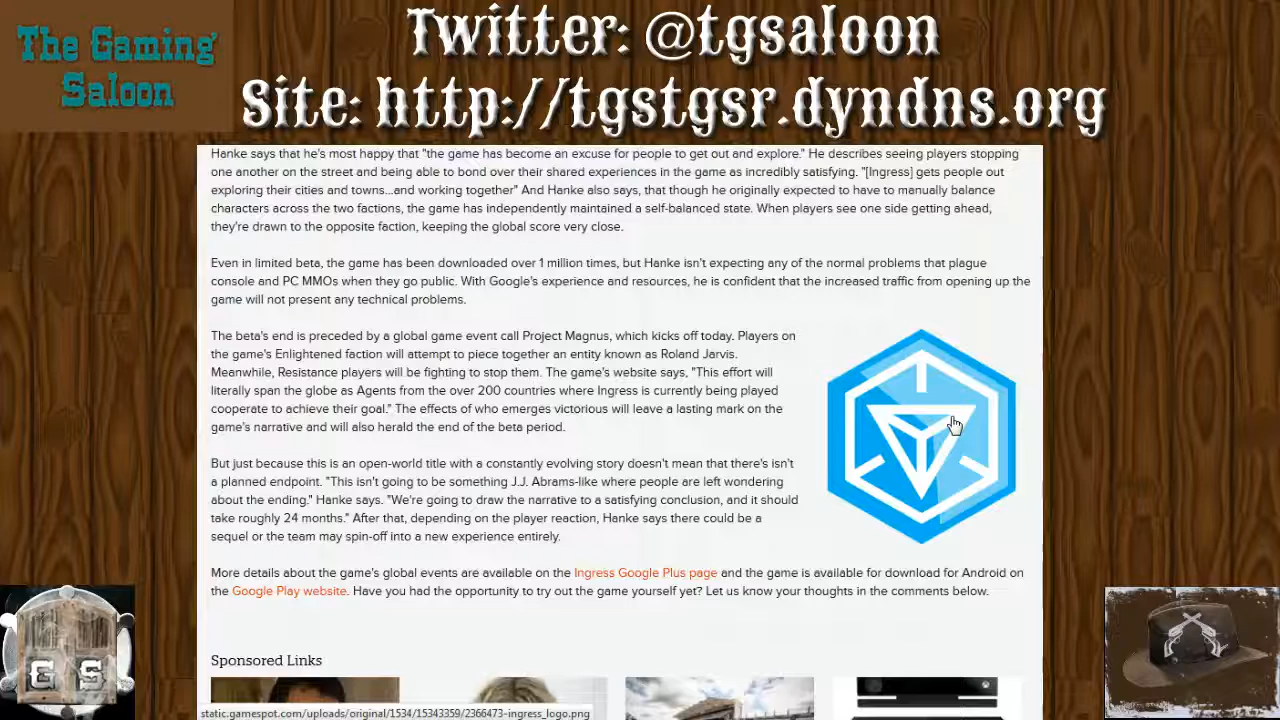 The Gaming
Saloon
Twitter: @tgsaloon
Site: http://tgstgsr.dyndns.org
Hanke says that he's most happy that "the game has become an excuse for people to get out and explore." He describes seeing players stopping
one another on the street and being able to bond over their shared experiences in the game as incredibly satisfying. "[Ingress] gets people out
exploring their cities and towns...and working together" And Hanke also says, that though he originally expected to have to manually balance
characters across the two factions, the game has independently maintained a self-balanced state. When players see one side getting ahead,
they're drawn to the opposite faction, keeping the global score very close.
Even in limited beta, the game has been downloaded over 1 million times, but Hanke isn't expecting any of the normal problems that plague
console and PC MMOs when they go public. With Google's experience and resources, he is confident that the increased traffic from opening up the
game will not present any technical problems.
The beta's end is preceded by a global game event call Project Magnus, which kicks off today. Players on
the game's Enlightened faction will attempt to piece together an entity known as Roland Jarvis.
Meanwhile, Resistance players will be fighting to stop them. The game's website says, "This effort will
literally span the globe as Agents from the over 200 countries where Ingress is currently being played
cooperate to achieve their goal." The effects of who emerges victorious will leave a lasting mark on the
game's narrative and will also herald the end of the beta period.
But just because this is an open-world title with a constantly evolving story doesn't mean that there's isn't
a planned endpoint. "This isn't going to be something J.J. Abrams-like where people are left wondering
about the ending." Hanke says. "We're going to draw the narrative to a satisfying conclusion, and it should
take roughly 24 months." After that, depending on the player reaction, Hanke says there could be a
sequel or the team may spin-off into a new experience entirely.
More details about the game's global events are available on the Ingress Google Plus page and the game is available for download for Android on
the Google Play website. Have you had the opportunity to try out the game yourself yet? Let us know your thoughts in the comments below.
Sponsored Links
static.gamespot.com/uploads/original/1534/15343359/2366473-ingress_logo.png
G S